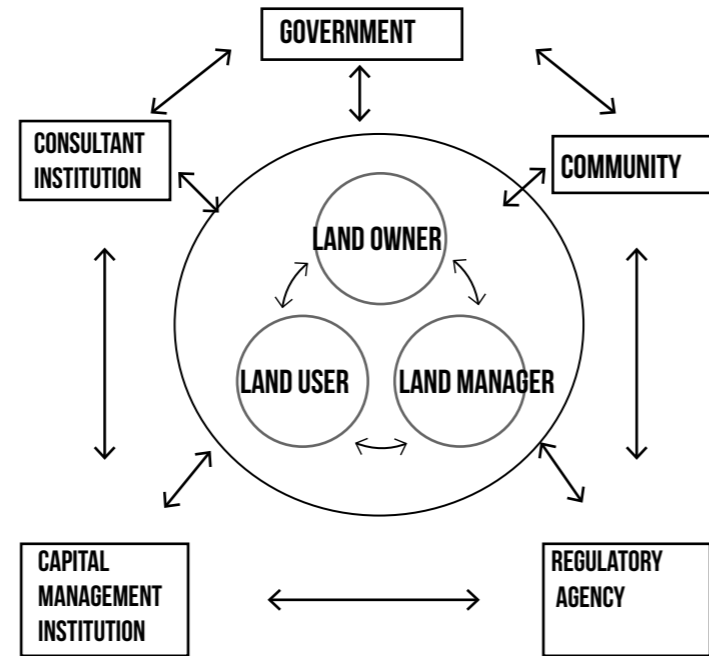 GOVERNMENT
CONSULTANT
INSTITUTION
COMMUNITY
LAND OWNER
LAND USER
LAND MANAGER
CAPITAL
MANAGEMENT
INSTITUTION
REGULATORY
AGENCY